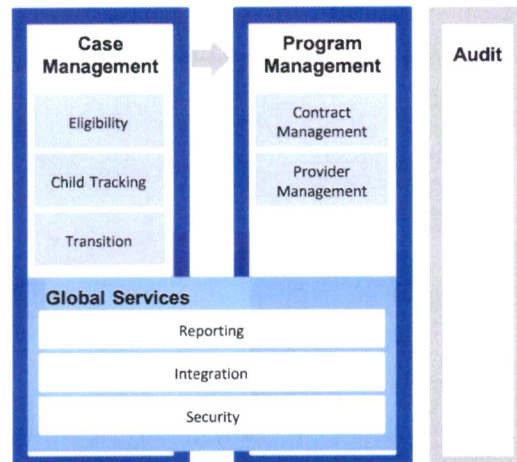 Case
Management
Eligibility
Child Tracking
Transition
Program
Management
Contract
Management
Provider
Management
Audit
Global Services
Reporting
Integration
Security